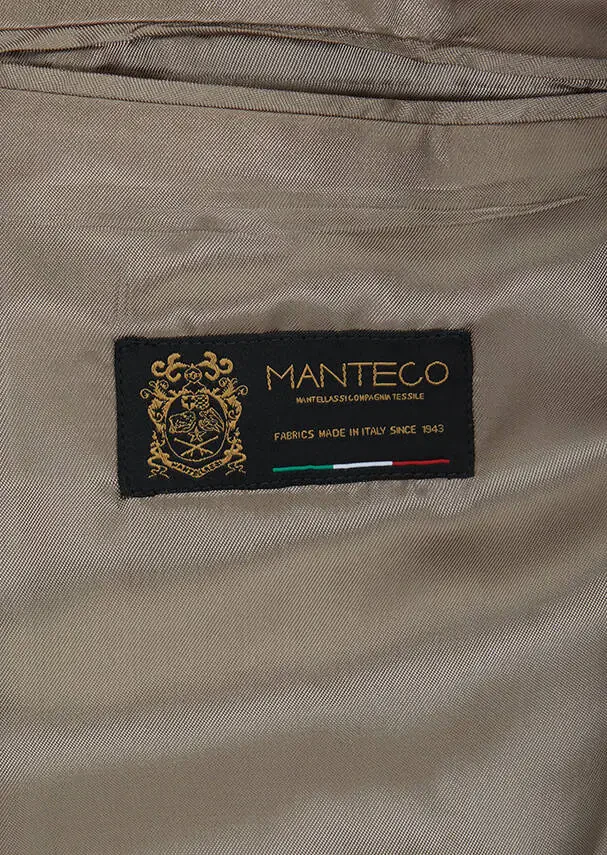 MANTECO
MANTELLASSI COMPAGNIA TESSILE
FABRICS MADE IN ITALY SINCE 1943